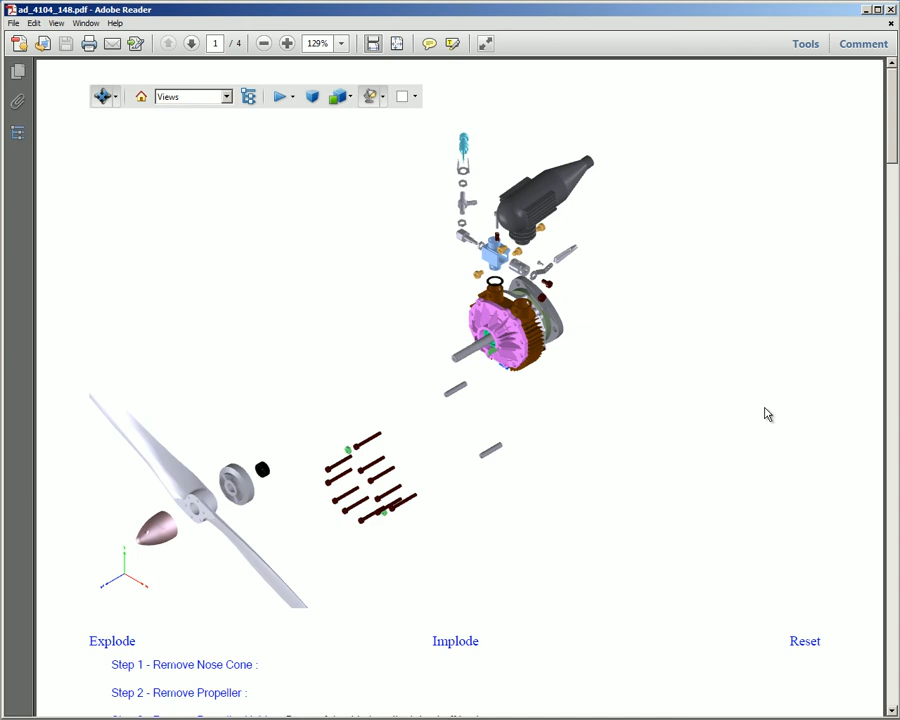 ad_4104_148.pdf - Adobe Reader
File Edit View Window Help
1 / 4 129% Tools Comment
Views
Explode Implode Reset
Step 1 - Remove Nose Cone :
Step 2 - Remove Propeller :